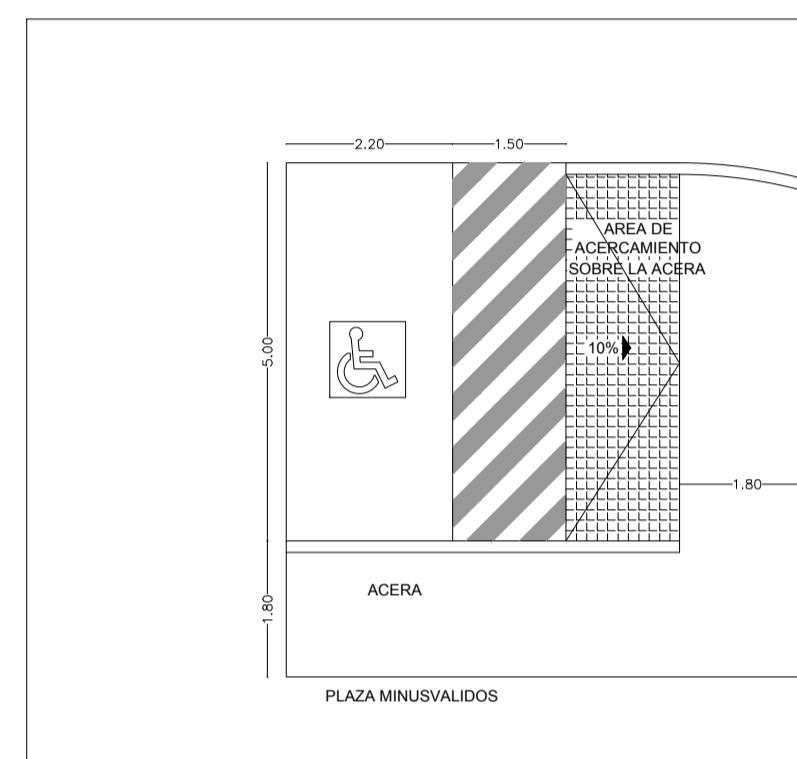 2.20
1.50
AREA DE
ACERCAMIENTO
SOBRE LA ACERA
5.00
10%
1.80
ACERA
1.80
PLAZA MINUSVALIDOS